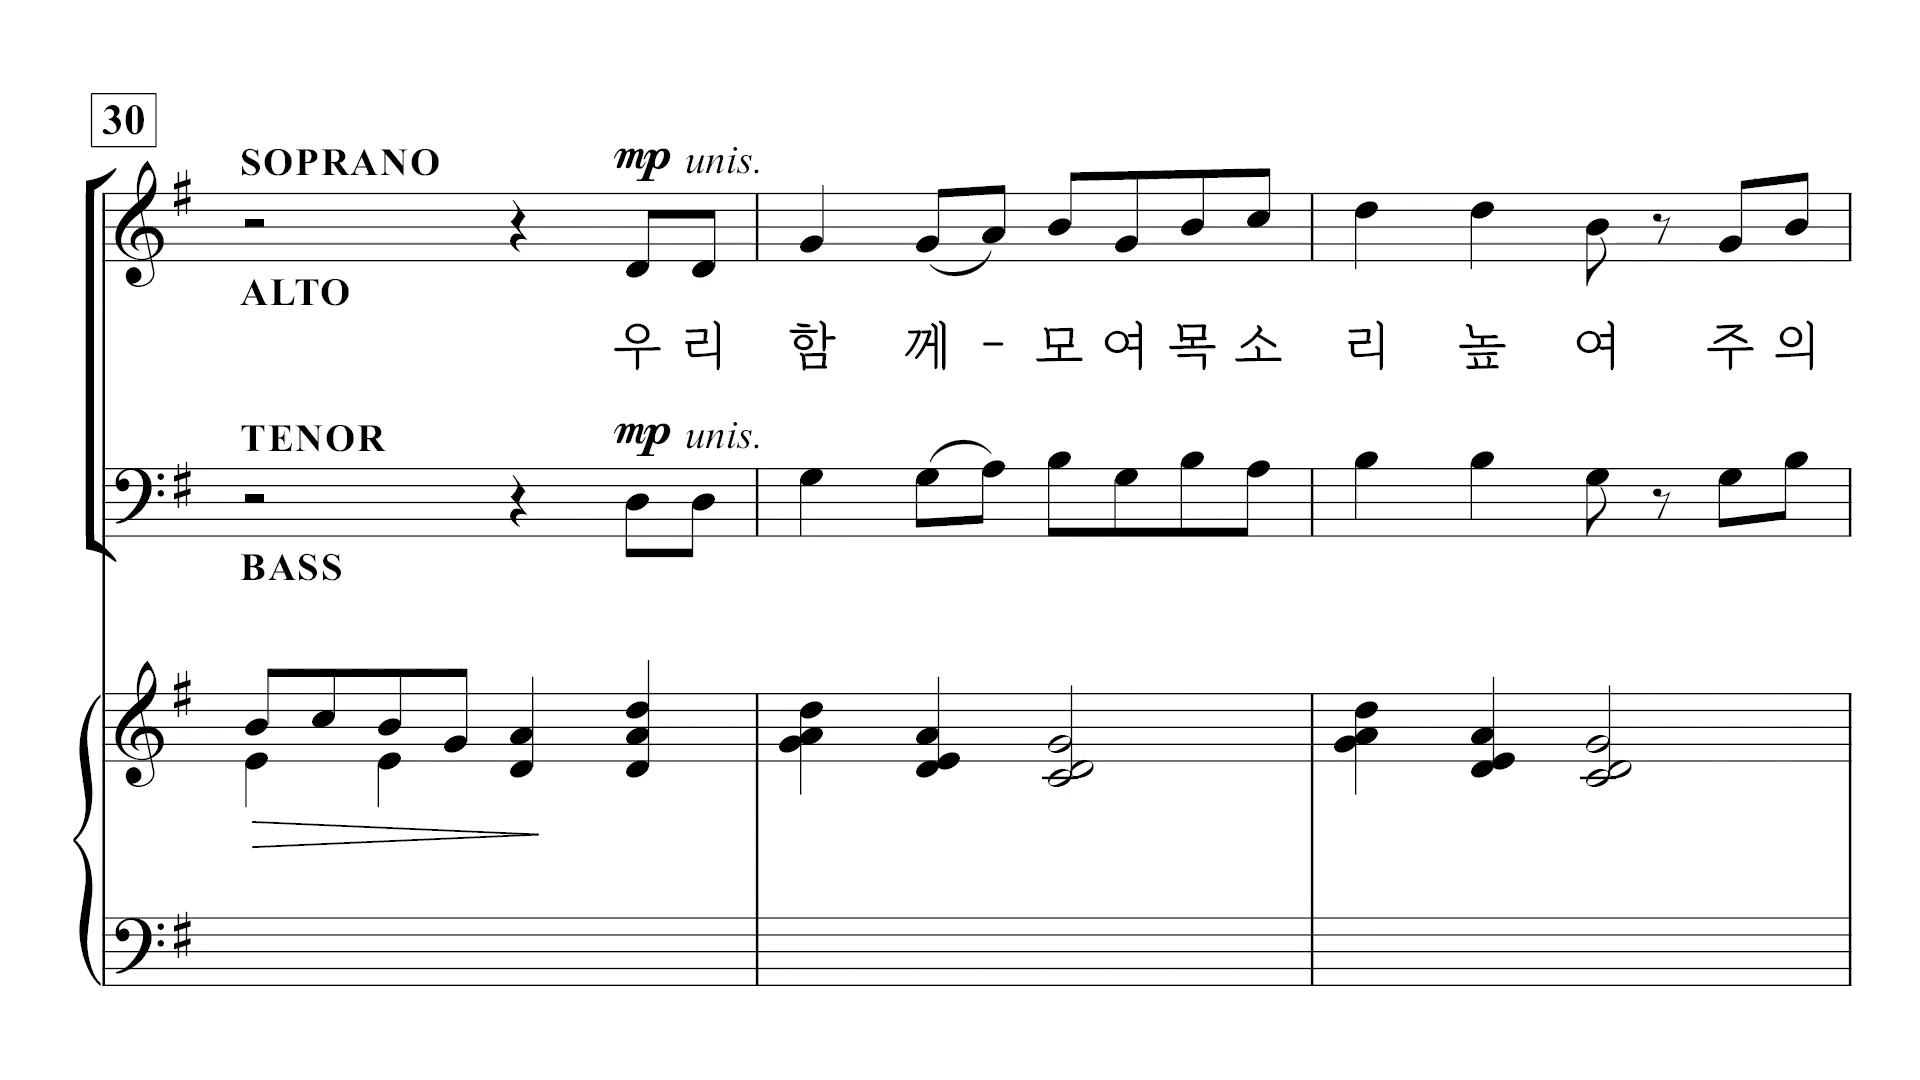 30
SOPRANO mp unis.
ALTO
우 리 함 께 - 모 여 목 소 리 높 여 주 의
TENOR mp unis.
BASS